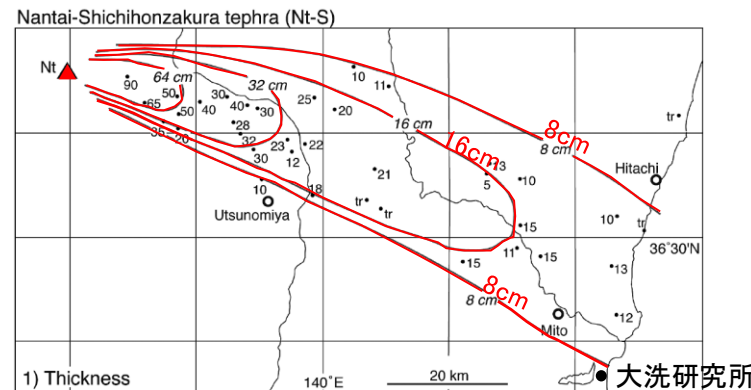 Nantai-Shichihonzakura tephra (Nt-S)
Nt
64 cm
32 cm
10
11
90
50
30
25
65
50
40
40
30
20
16 cm
8cm
tr
28
8 cm
35
20
32
23
22
16cm
13
Hitachi
30
12
21
5
10
10
18
Utsunomiya
tr
tr
10
tr
15
36°30'N
11
15
15
13
8cm
8 cm
12
Mito
1) Thickness
140°E
20 km
大洗研究所